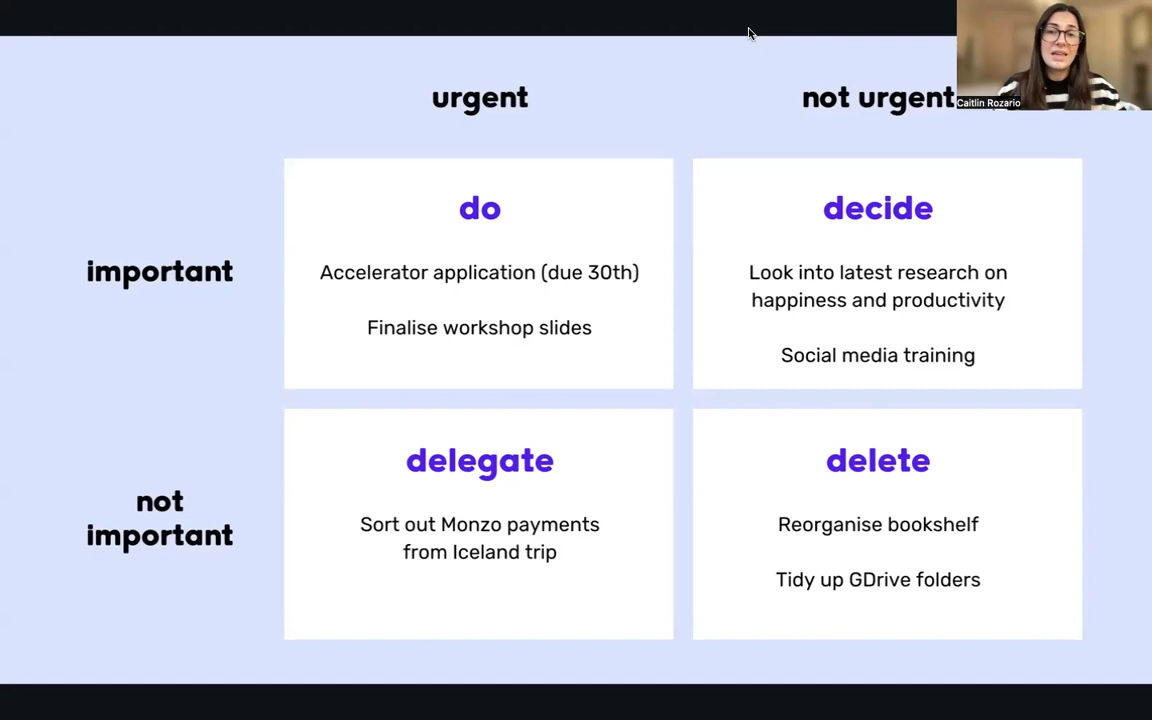 urgent
not urgent
Caitlin Rozario
important
do
Accelerator application (due 30th)
Finalise workshop slides
decide
Look into latest research on
happiness and productivity
Social media training
not
important
delegate
Sort out Monzo payments
from Iceland trip
delete
Reorganise bookshelf
Tidy up GDrive folders